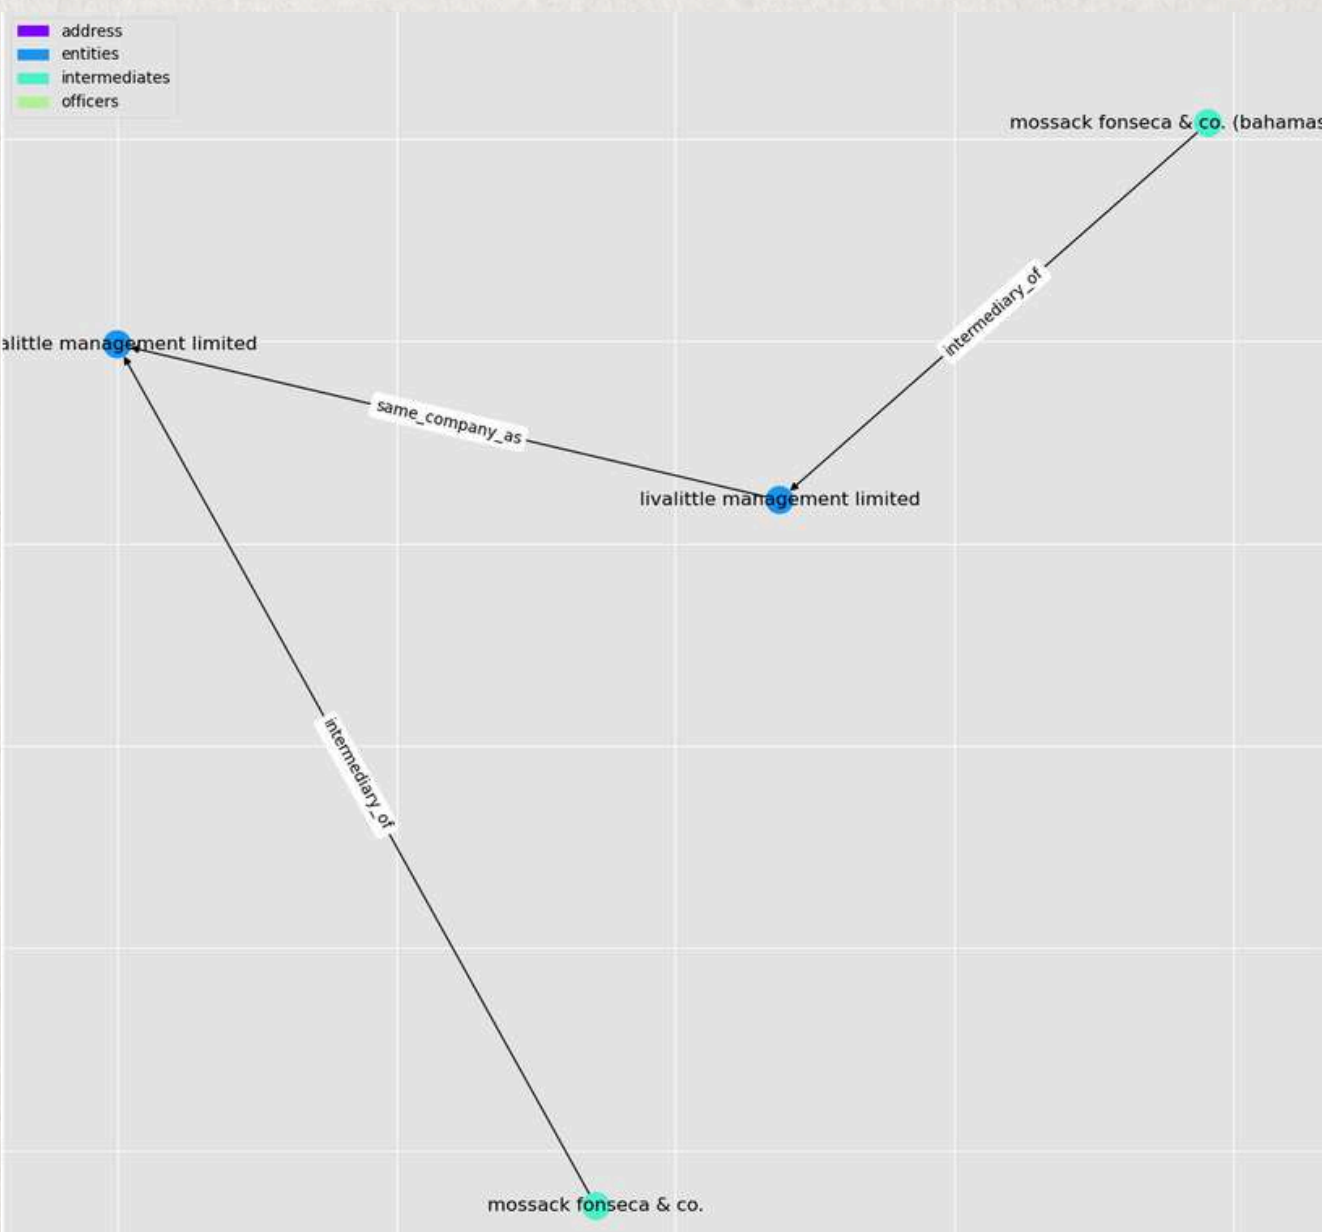 address
entities
intermediates
officers
mossack fonseca & co. (bahamas
intermediary_of
alittle management limited
same_company_as
livalittle management limited
intermediary_of
mossack fonseca & co.